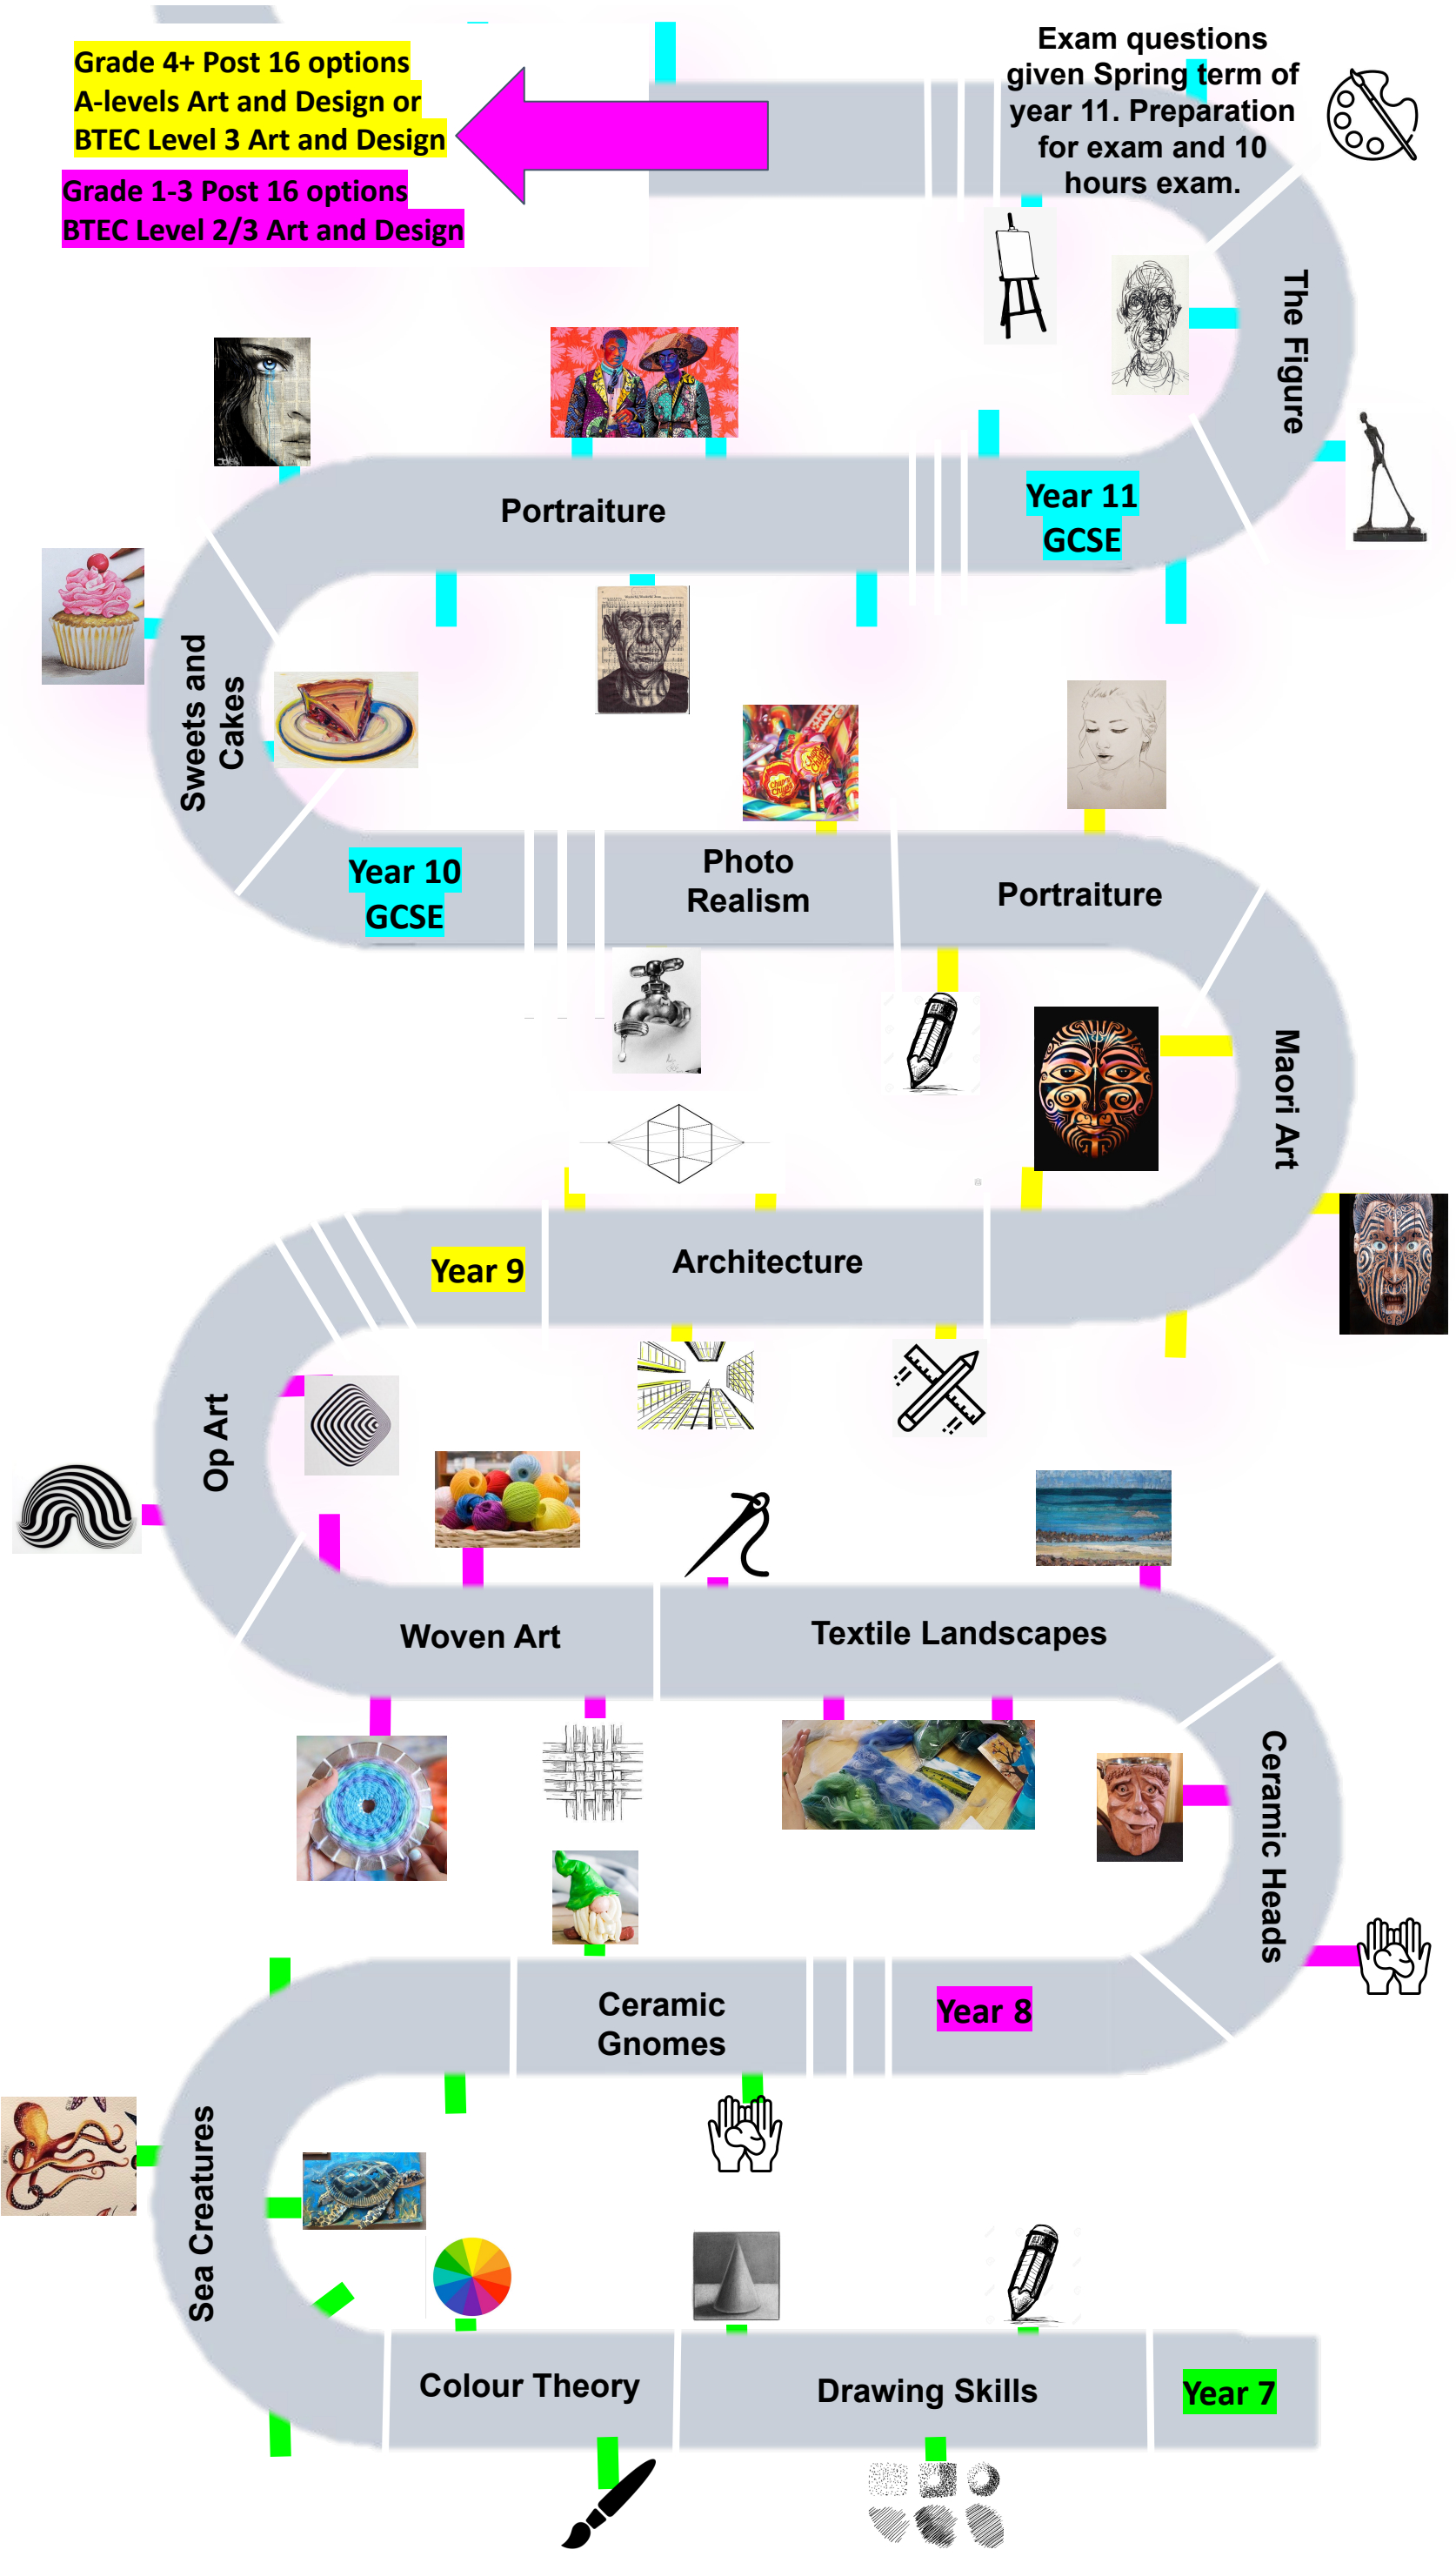 Grade 4+ Post 16 options
A-levels Art and Design or
BTEC Level 3 Art and Design
Grade 1-3 Post 16 options
BTEC Level 2/3 Art and Design
Exam questions
given Spring term of
year 11. Preparation
for exam and 10
hours exam.
The Figure
Year 11
GCSE
Portraiture
Sweets and
Cakes
Year 10
GCSE
Photo
Realism
Portraiture
Maori Art
Architecture
Year 9
Op Art
Woven Art
Textile Landscapes
Ceramic Heads
Year 8
Ceramic
Gnomes
Sea Creatures
Colour Theory
Drawing Skills
Year 7